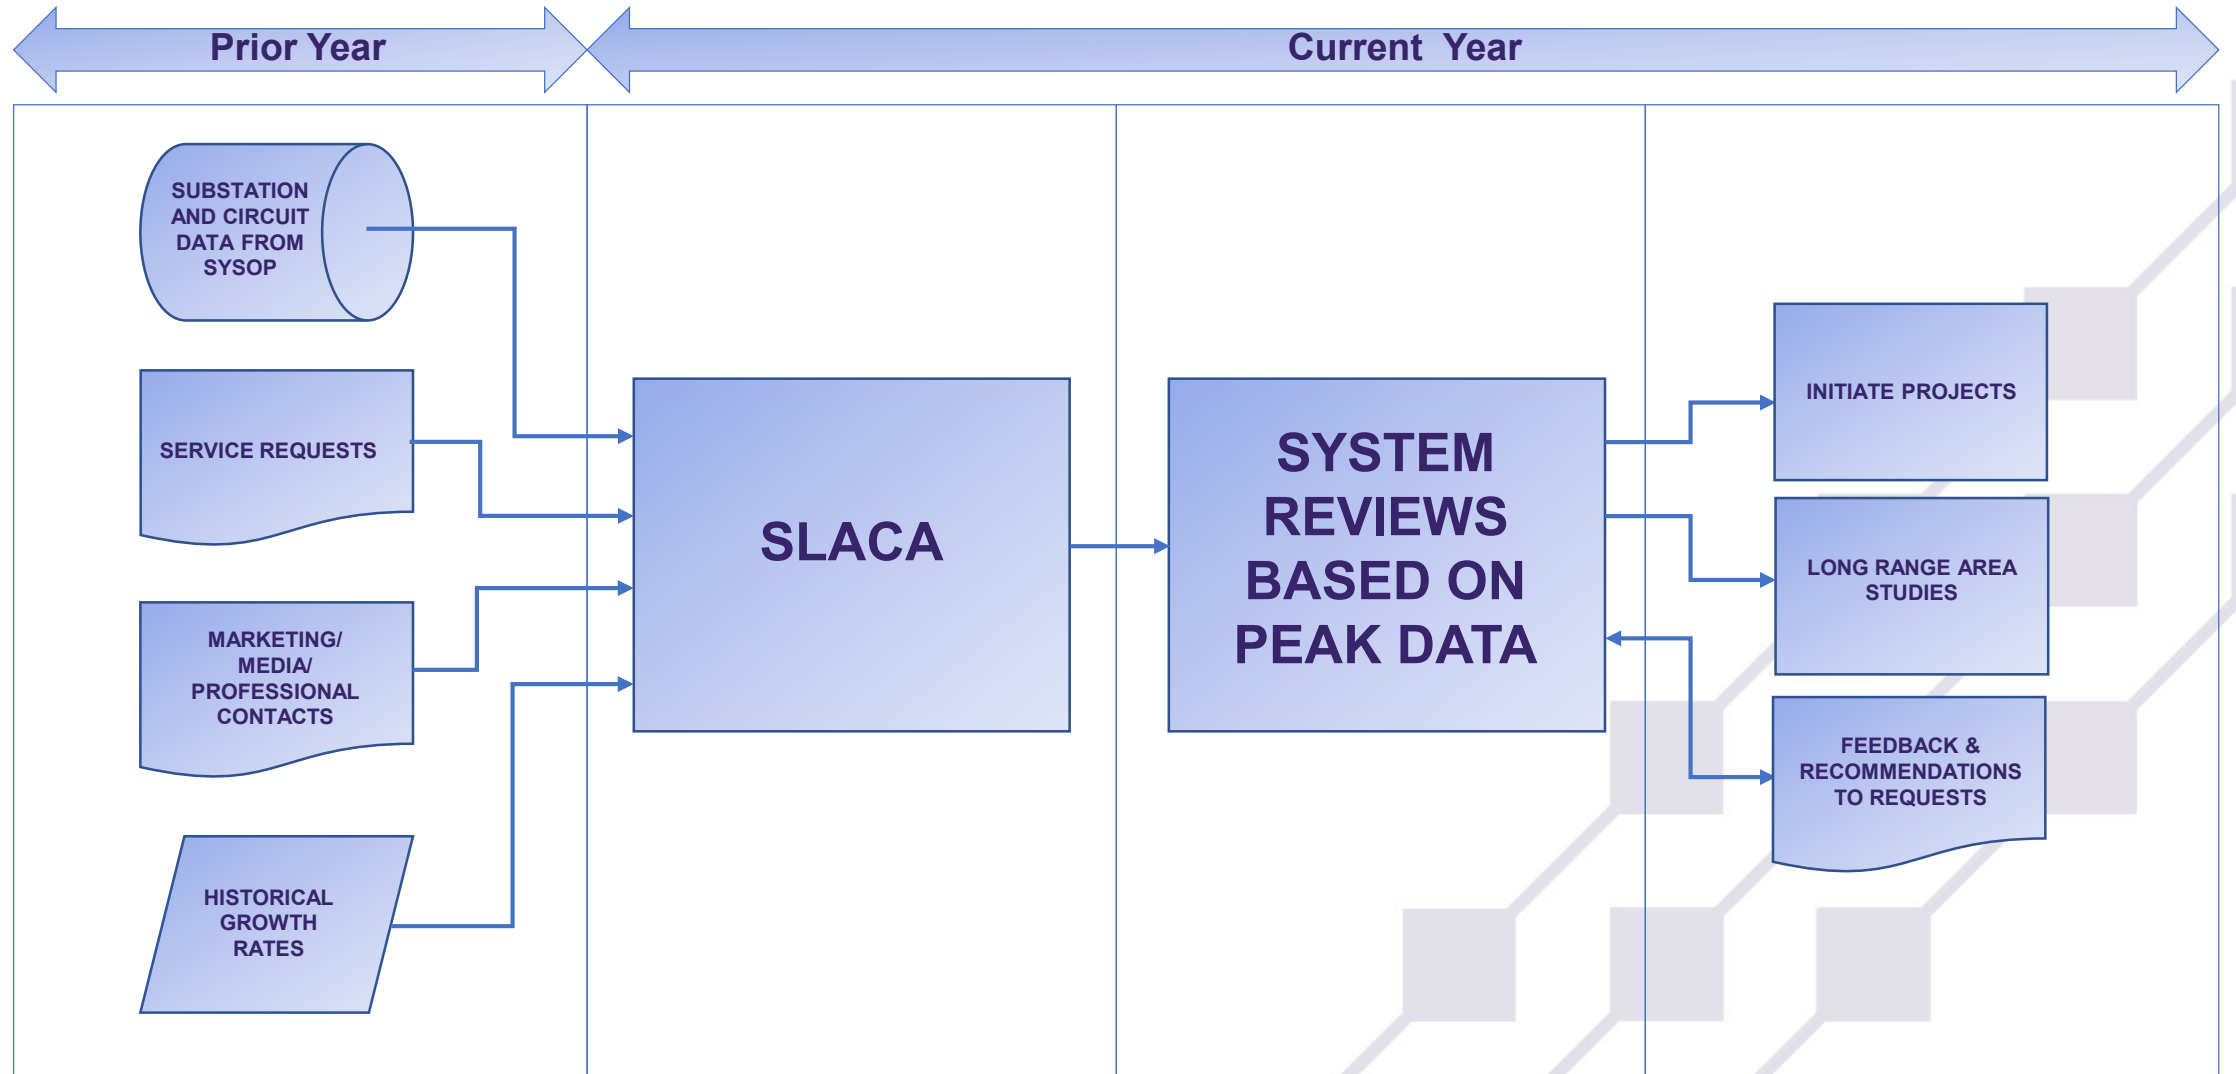 Prior Year
Current  Year
SUBSTATION
AND CIRCUIT
DATA FROM
SYSOP
SERVICE REQUESTS
MARKETING/
MEDIA/
PROFESSIONAL
CONTACTS
HISTORICAL
GROWTH
RATES
SLACA
SYSTEM
REVIEWS
BASED ON
PEAK DATA
INITIATE PROJECTS
LONG RANGE AREA
STUDIES
FEEDBACK &
RECOMMENDATIONS
TO REQUESTS